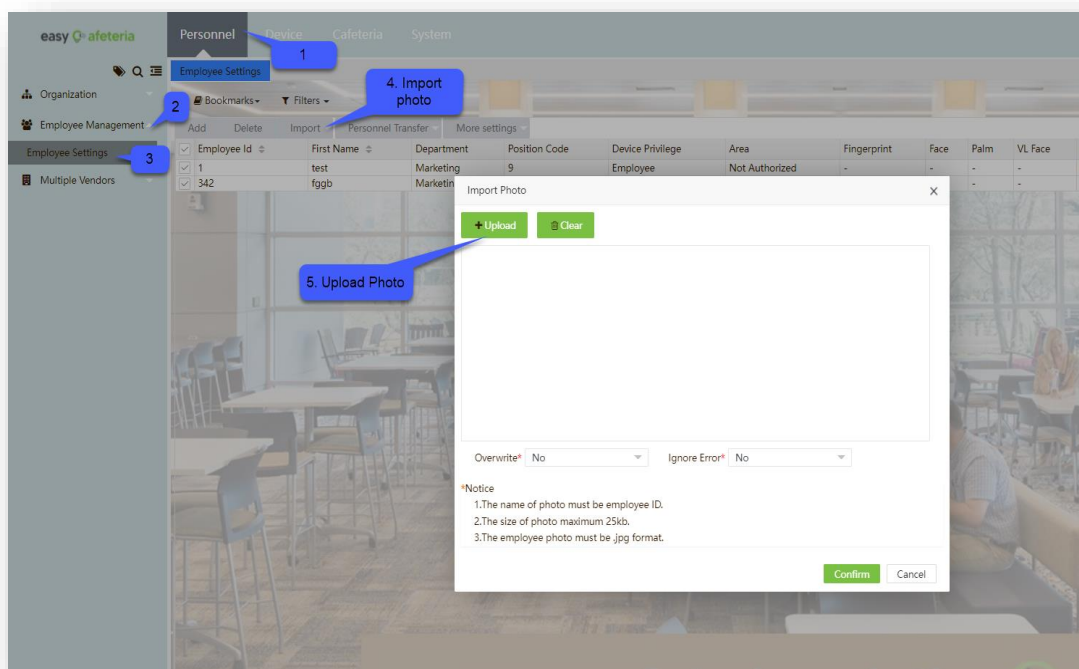 easy afeteria
Personnel Device Cafeteria System
1
Employee Settings
4. Import
photo
Organization
2
Bookmarks Filters
Employee Management
Add Delete Import Personnel Transfer More settings
Employee Settings
3
Employee Id First Name Department Position Code Device Privilege Area Fingerprint Face Palm VL Face
1 test Marketing 9 Employee Not Authorized - - - -
Multiple Vendors
342 fggb Marketin - -
Import Photo X
+Upload Clear
5. Upload Photo
Overwrite* No Ignore Error* No
*Notice
1.The name of photo must be employee ID.
2.The size of photo maximum 25kb.
3.The employee photo must be .jpg format.
Confirm Cancel